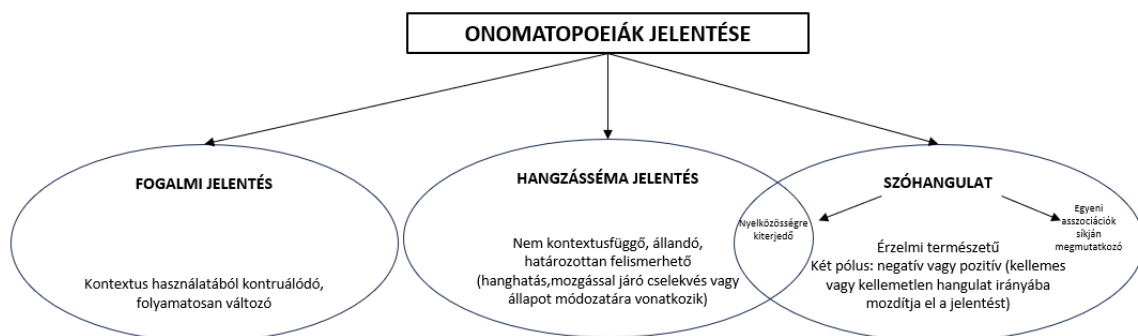 ONOMATOPOEIÁK JELENTÉSE
FOGALMI JELENTÉS
Kontextus használatából kontruálódó,
folyamatosan változó
HANGZÁSSÉMA JELENTÉS
Nem kontextusfüggő, állandó,
határozottan felismerhető
(hanghatás,mozgással járó cselekvés vagy
állapot módozatára vonatkozik)
SZÓHANGULAT
Nyelközösségre
kiterjedő
Egyeni
asszociációk
síkján
megmutatkozó
Érzelmi természetű
Két pólus: negatív vagy pozitív (kellemes
vagy kellemetlen hangulat irányába
mozdítja el a jelentést)